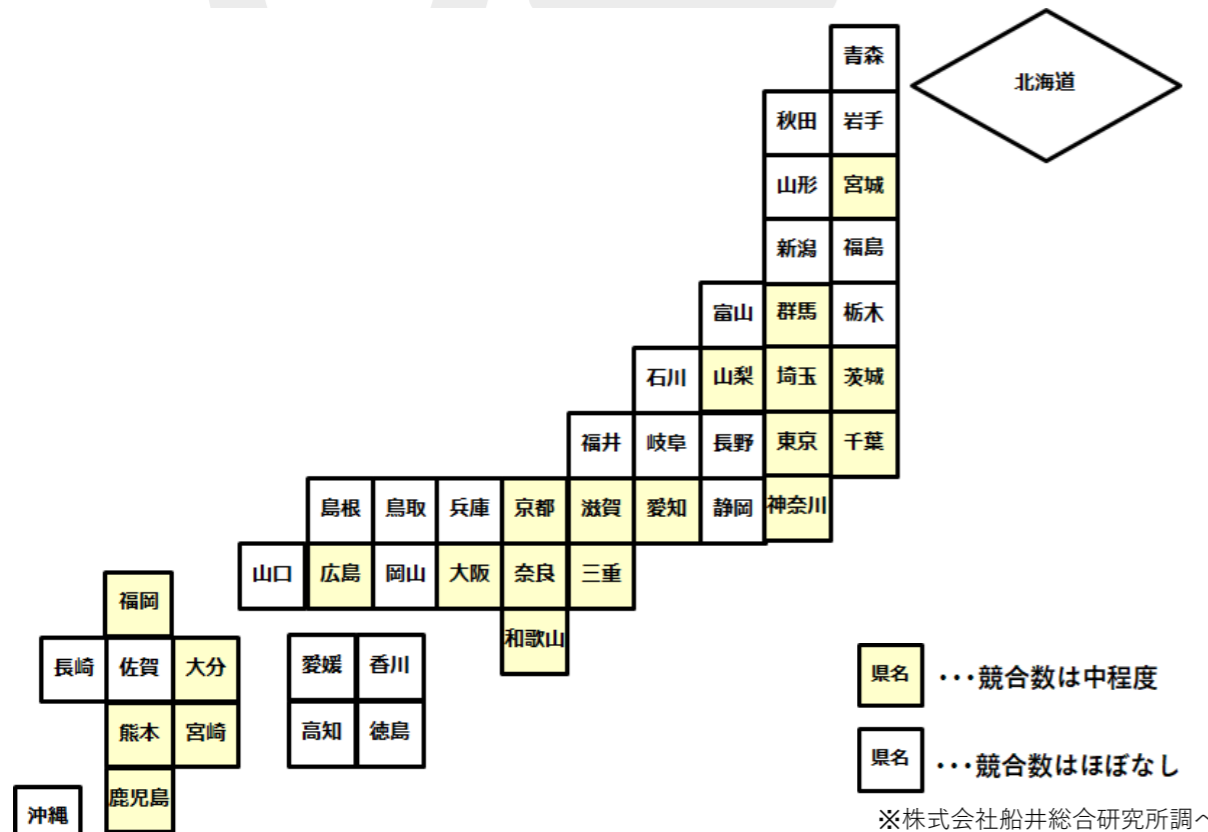 青森
北海道
秋田 岩手
山形 宮城
新潟 福島
富山 群馬 栃木
石川 山梨 埼玉 茨城
福井 岐阜 長野 東京 千葉
島根 鳥取 兵庫 京都 滋賀 愛知 静岡 神奈川
山口 広島 岡山 大阪 奈良 三重
福岡
和歌山
長崎 佐賀 大分
愛媛 香川
熊本 宮崎
高知 徳島
鹿児島
沖縄
県名 ・・・競合数は中程度
県名 ・・・競合数はほぼなし
※株式会社船井総合研究所調べ